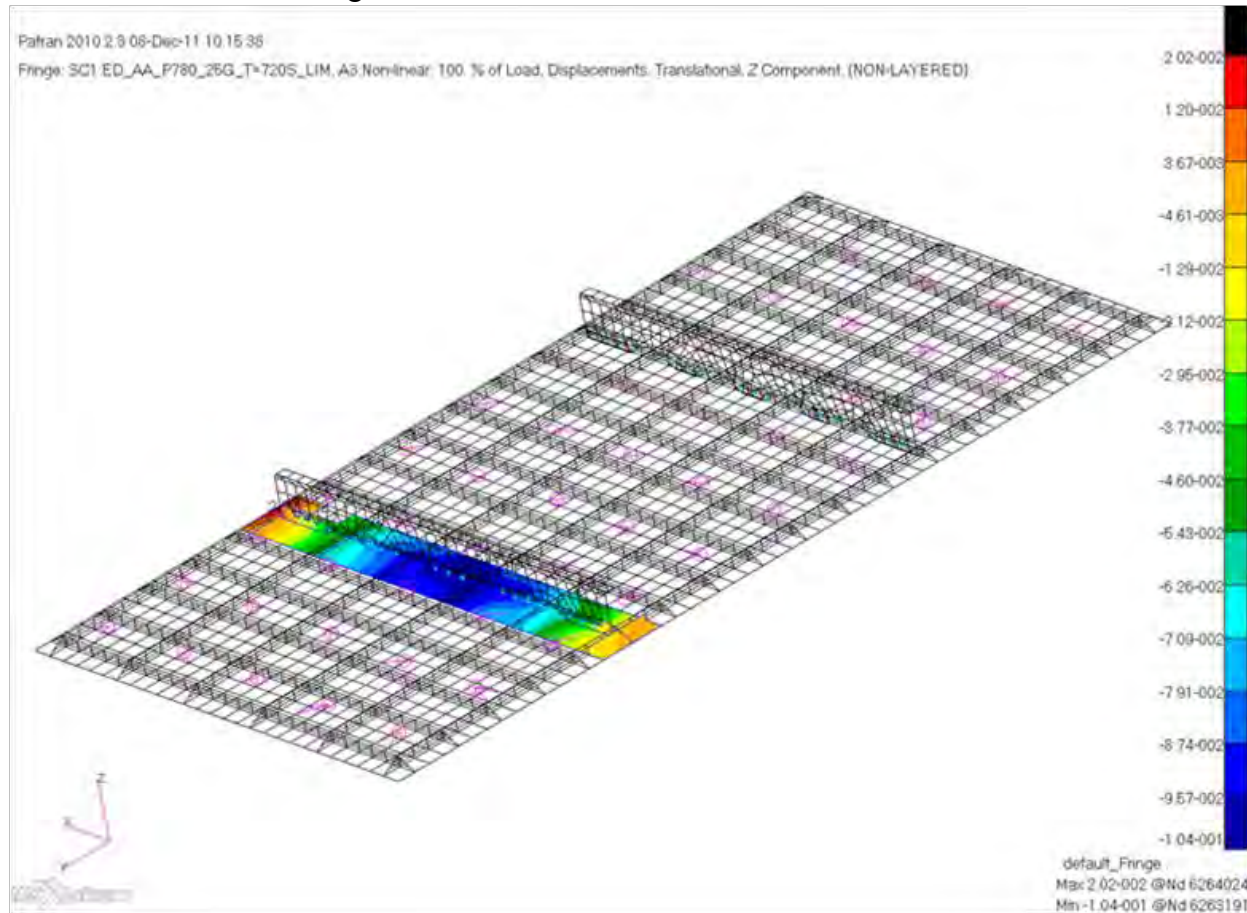 Patran 2010 2.3 06-Dec-11 10:15:36
Fringe: SC1:ED_AA_P780_26G_T=720S_LIM, A3:Non-linear: 100. % of Load, Displacements, Translational, Z Component, (NON-LAYERED)
2.02-002
1.20-002
3.67-003
-4.61-003
-1.29-002
-2.12-002
-2.95-002
-3.77-002
-4.60-002
-5.43-002
-6.26-002
-7.09-002
-7.91-002
-8.74-002
-9.57-002
-1.04-001
Z
X
Y
default_Fringe :
Max 2.02-002 @Nd 6264024
Min -1.04-001 @Nd 6263191